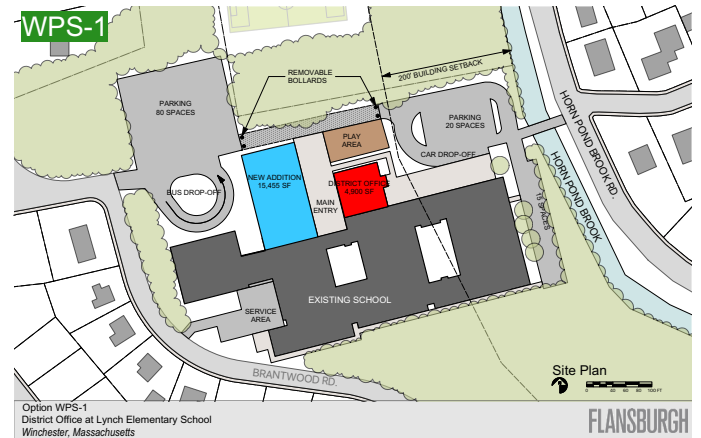 WPS-1
PARKING
80 SPACES
REMOVABLE
BOLLARDS
200' BUILDING SETBACK
PARKING
20 SPACES
CAR DROP-OFF
PLAY
AREA
NEW ADDITION
15,455 SF
DISTRICT OFFICE
4,900 SF
MAIN
ENTRY
BUS DROP-OFF
15 SPACES
HORN POND BROOK RD.
HORN POND BROOK
EXISTING SCHOOL
SERVICE
AREA
BRANTWOOD RD.
Site Plan
100 FT
Option WPS-1
District Office at Lynch Elementary School
Winchester, Massachusetts
FLANSBURGH